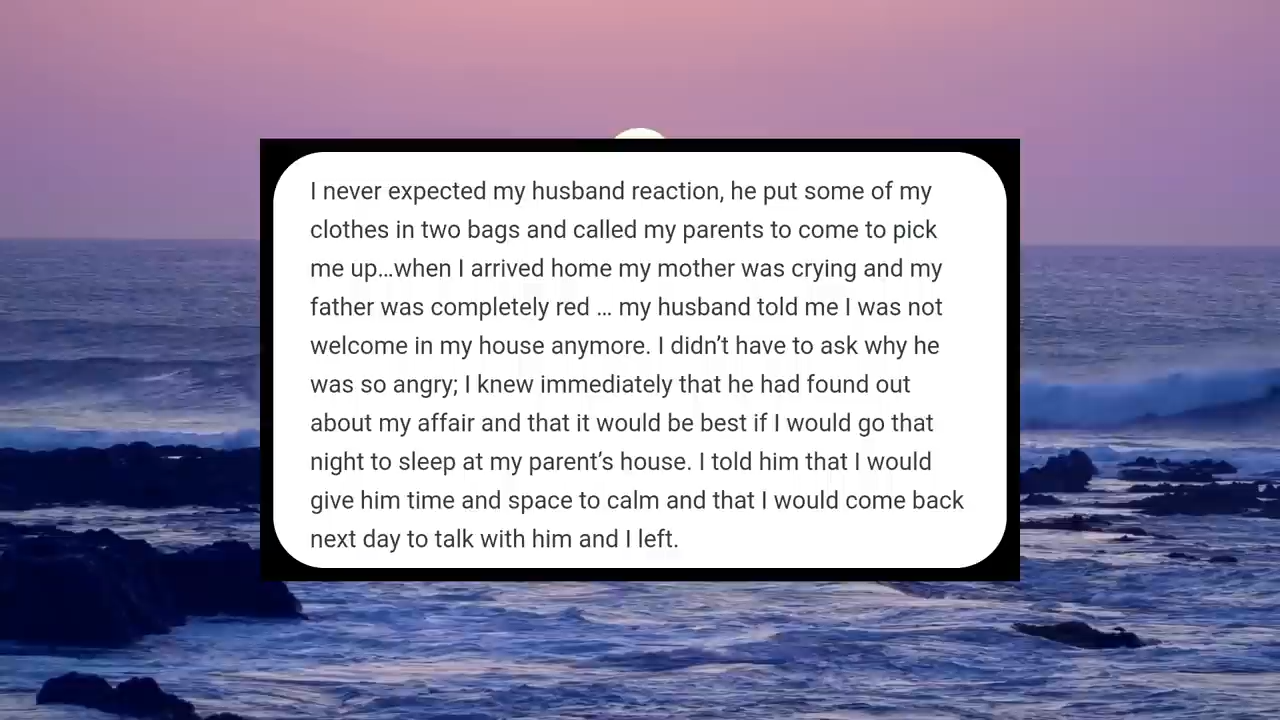 I never expected my husband reaction, he put some of my
clothes in two bags and called my parents to come to pick
me up…when I arrived home my mother was crying and my
father was completely red … my husband told me I was not
welcome in my house anymore. I didn’t have to ask why he
was so angry; I knew immediately that he had found out
about my affair and that it would be best if I would go that
night to sleep at my parent’s house. I told him that I would
give him time and space to calm and that I would come back
next day to talk with him and I left.